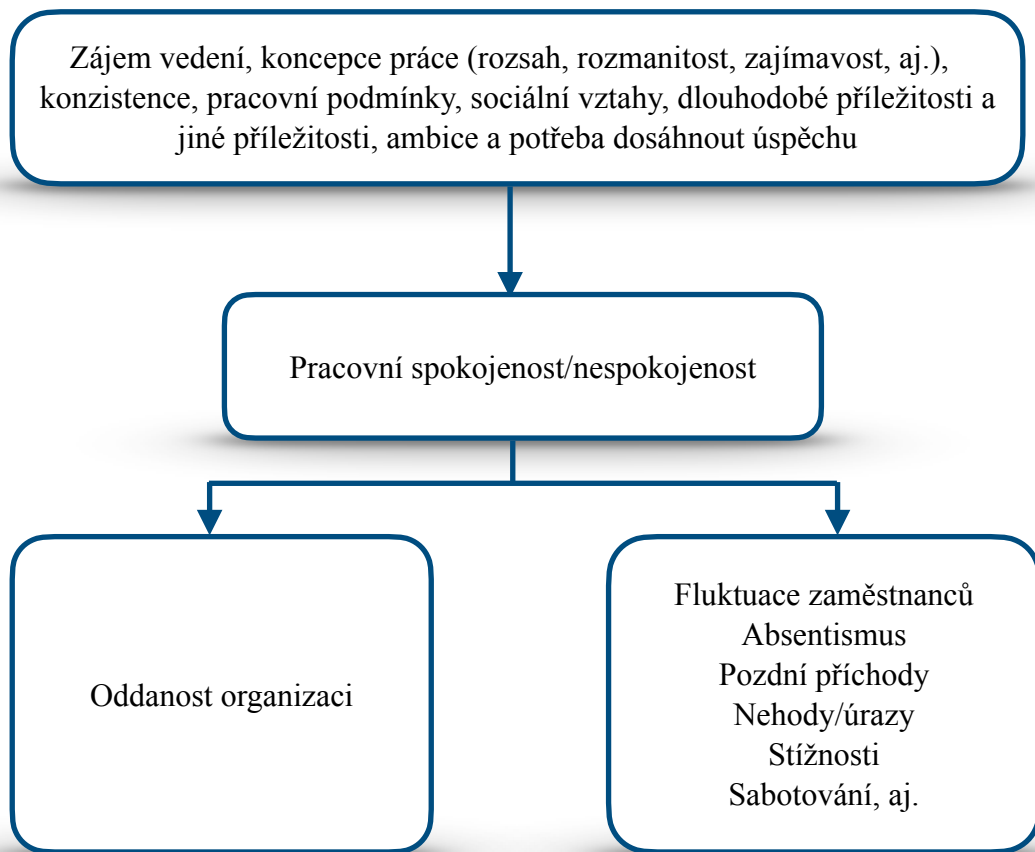 Zájem vedení, koncepce práce (rozsah, rozmanitost, zajímavost, aj.),
konzistence, pracovní podmínky, sociální vztahy, dlouhodobé příležitosti a
jiné příležitosti, ambice a potřeba dosáhnout úspěchu
Pracovní spokojenost/nespokojenost
Oddanost organizaci
Fluktuace zaměstnanců
Absentismus
Pozdní příchody
Nehody/úrazy
Stížnosti
Sabotování, aj.